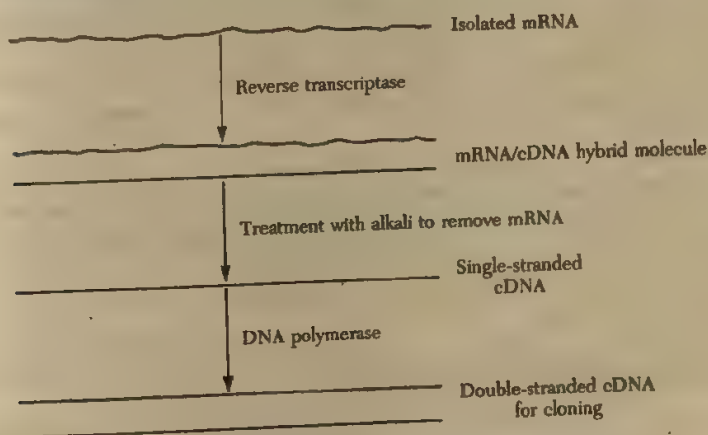 Isolated mRNA
Reverse transcriptase
mRNA/cDNA hybrid molecule
Treatment with alkali to remove mRNA
Single-stranded
cDNA
DNA polymerase
Double-stranded cDNA
for cloning